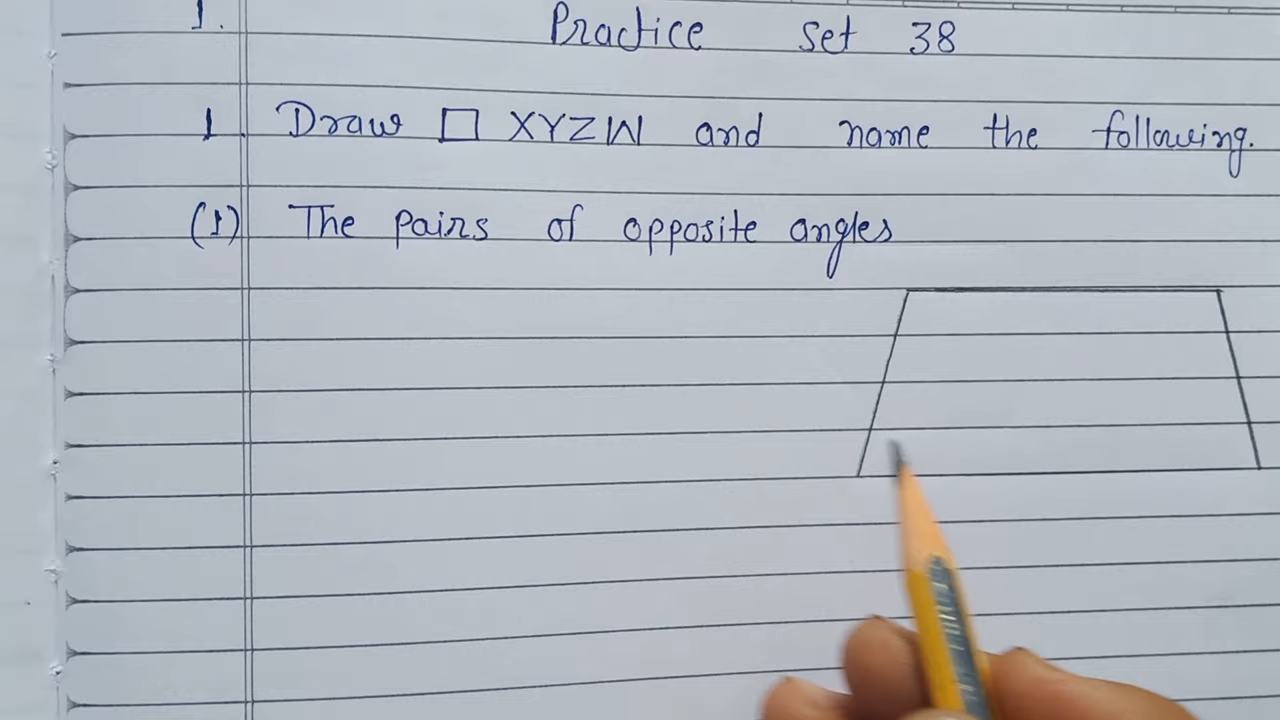 1.
Practice set 38
1. Draw □ XYZW and name the following.
(1) The pairs of opposite angles